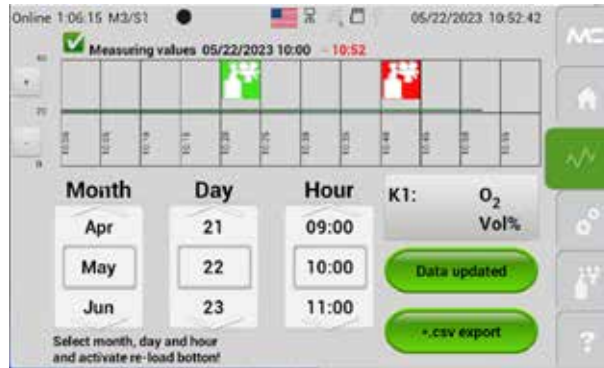 Online 1:06:15 M3/S1 05/22/2023 10:52:42
Measuring values 05/22/2023 10:00 - 10:52
MC
Month Day Hour K1: O2
Vol%
Apr 21 09:00
May 22 10:00 Data updated
Jun 23 11:00
*.csv export
Select month, day and hour
and activate re-load botton!
?